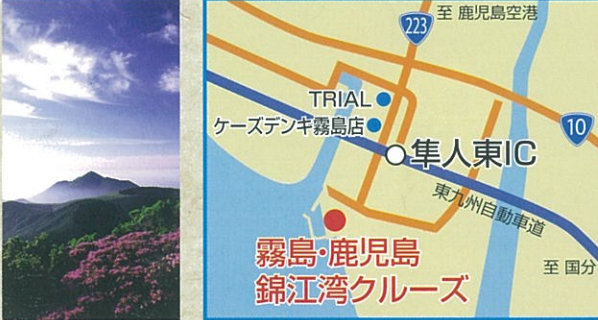 至 鹿児島空港
223
TRIAL
ケーズデンキ霧島店
10
隼人東IC
東九州自動車道
霧島・鹿児島
錦江湾クルーズ
至 国分